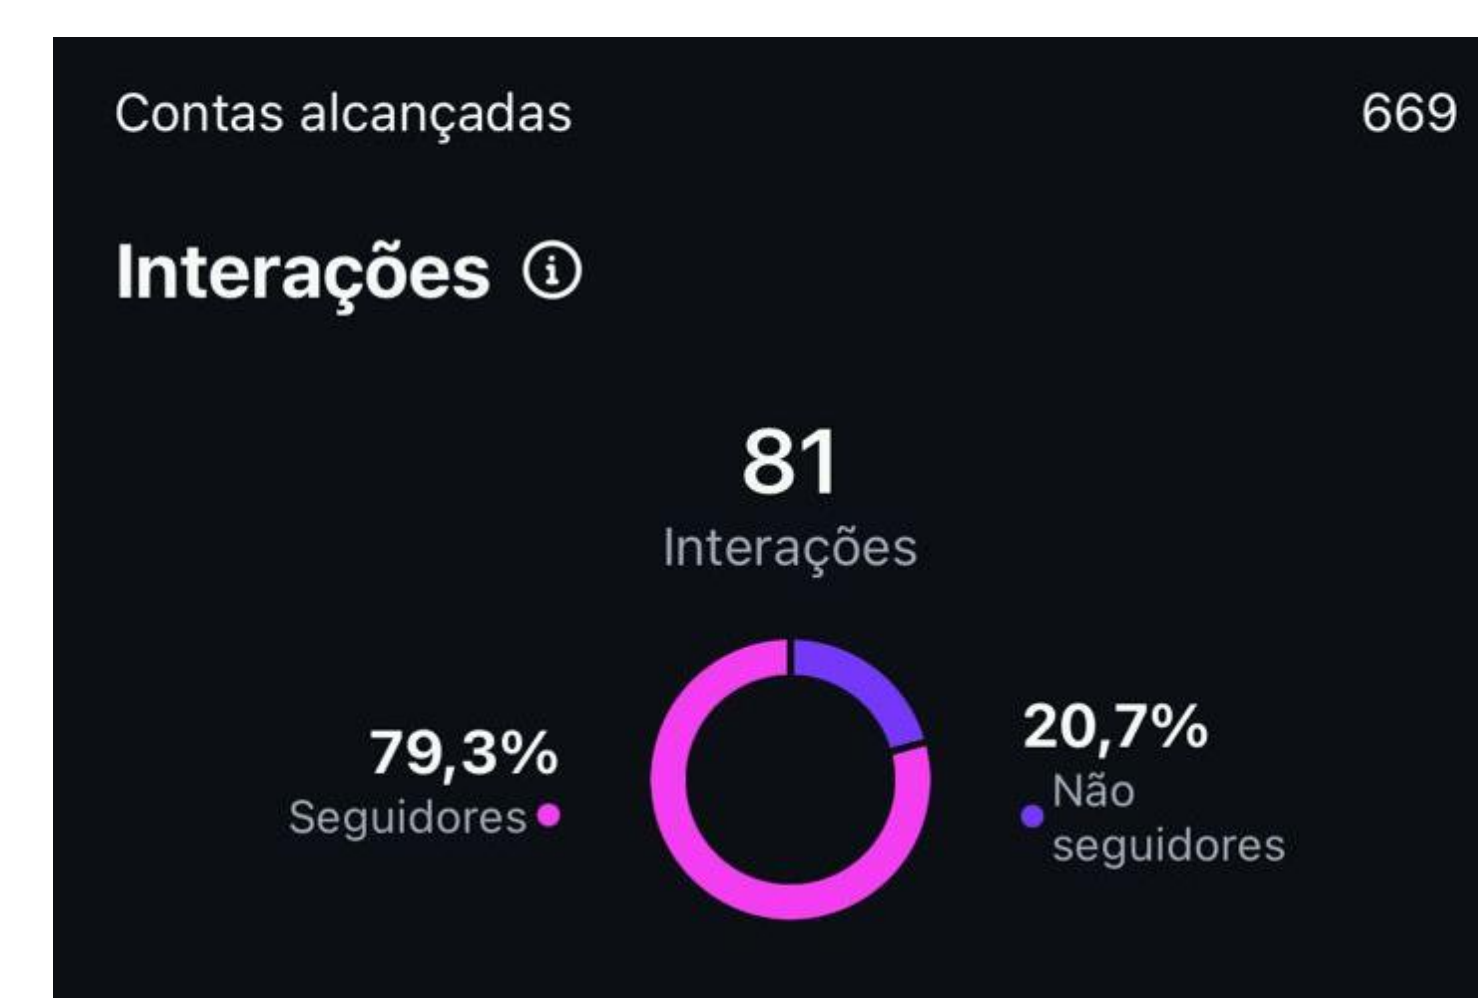 Contas alcançadas 669
Interações
81
Interações
79,3%
Seguidores
20,7%
Não
seguidores